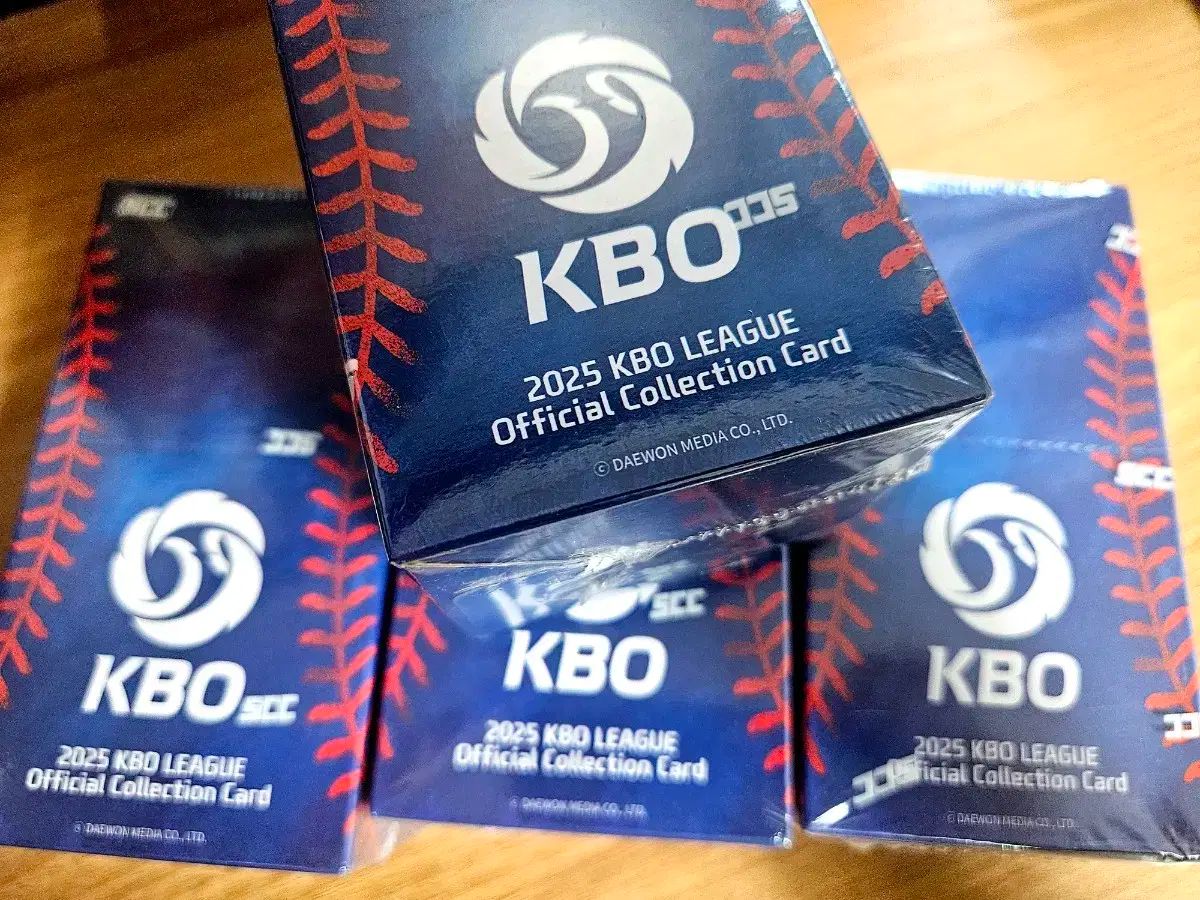 KBO
2025 KBO LEAGUE
Official Collection Card
© DAEWON MEDIA CO., LTD.
SCC
SCC
KBO
SCC
2025 KBO LEAGUE
Official Collection Card
© DAEWON MEDIA CO., LTD.
SCC
KBO
2025 KBO LEAGUE
Official Collection Card
© DAEWON MEDIA CO., LTD.
SCC
KBO
2025 KBO LEAGUE
Collection Card
© DAEWON MEDIA CO., LTD.